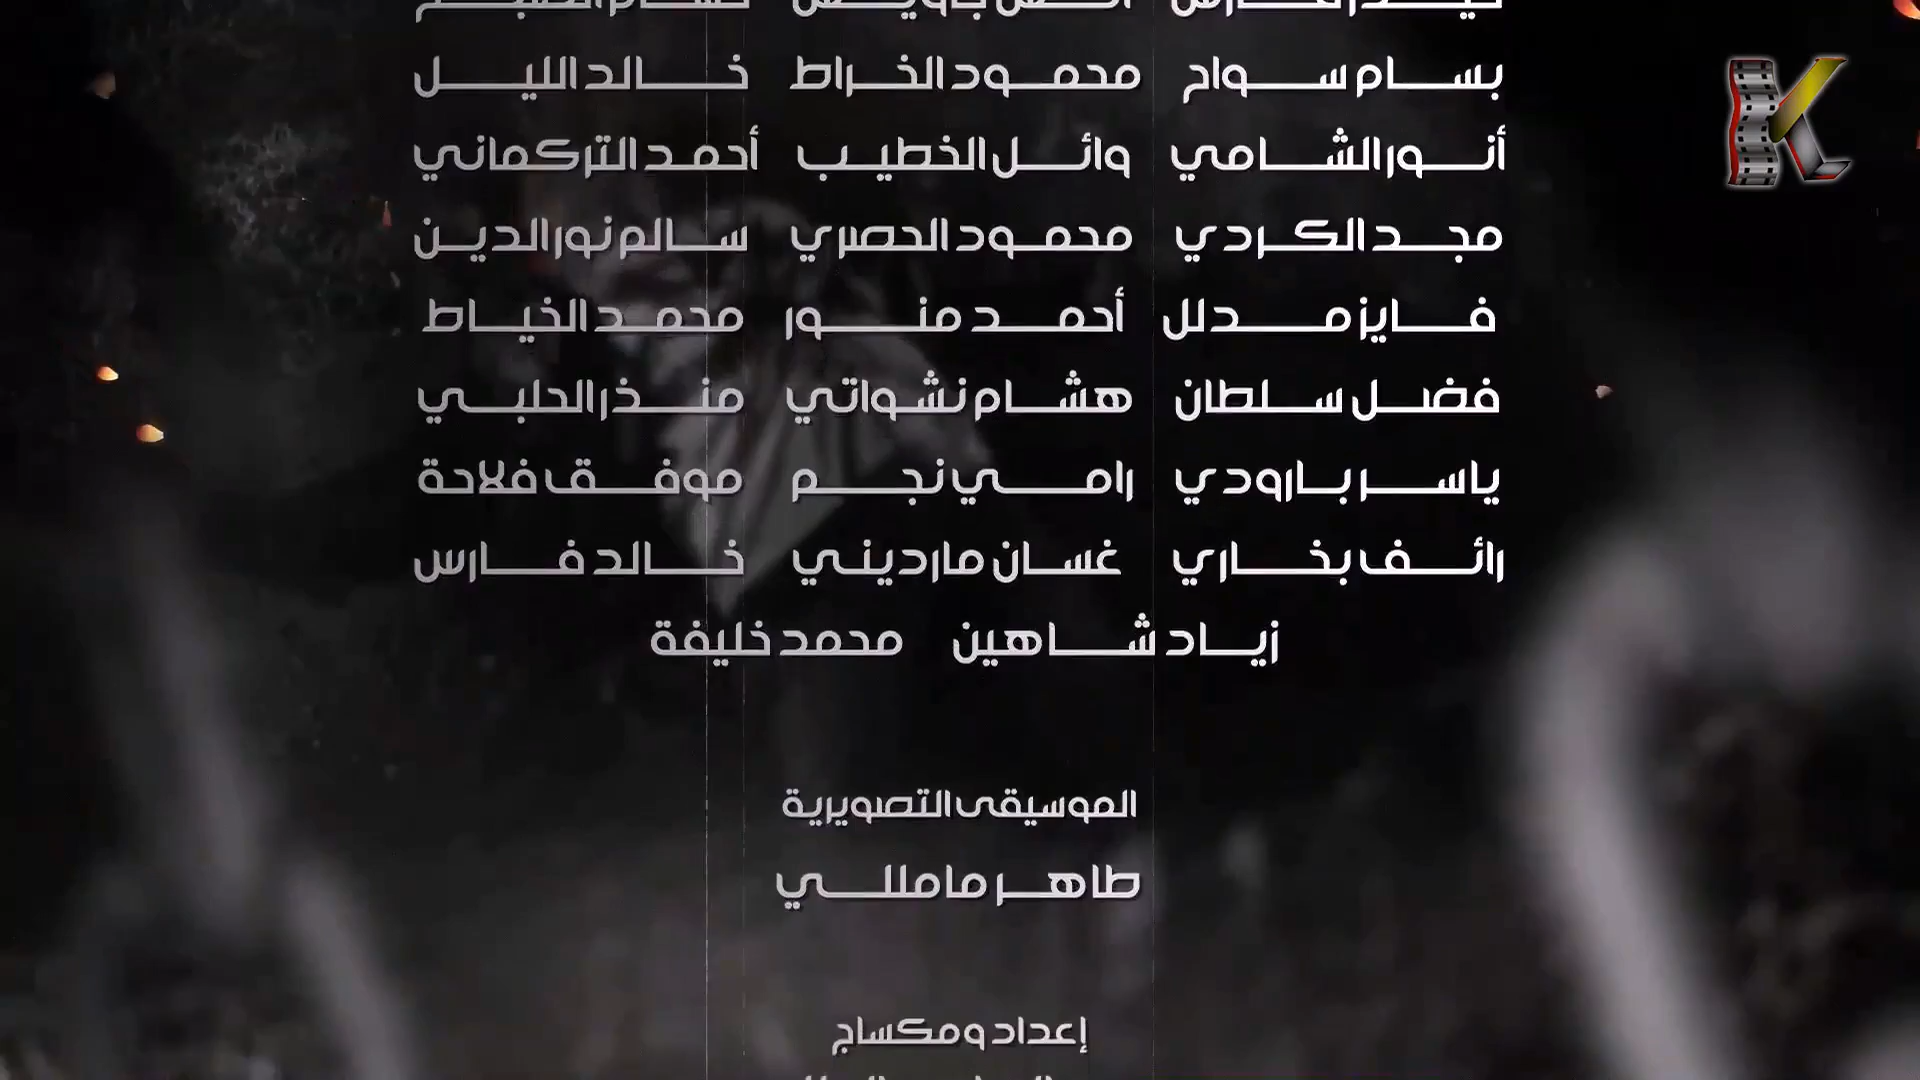 بسام سواح محمود الخراط خالد الليل
أنور الشامي وائل الخطيب أحمد التركماني
مجد الكردي محمود الحصري سالم نور الدين
فايز مدلل أحمد منور محمد الخياط
فضل سلطان هشام نشواتي منذر الحلبي
ياسر بارودي رامي نجم موفق فلاحة
رائف بخاري غسان مارديني خالد فارس
زياد شاهين محمد خليفة
الموسيقى التصويرية
طاهر مامللي
إعداد ومكساج